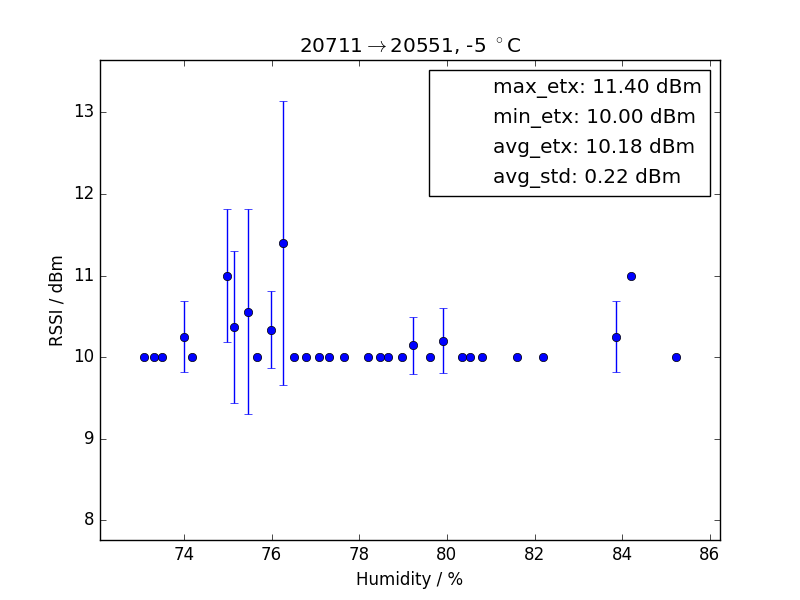 20711→20551, -5 °C
max_etx: 11.40 dBm
min_etx: 10.00 dBm
avg_etx: 10.18 dBm
avg_std: 0.22 dBm
RSSI / dBm
13
12
11
10
9
8
74 76 78 80 82 84 86
Humidity / %